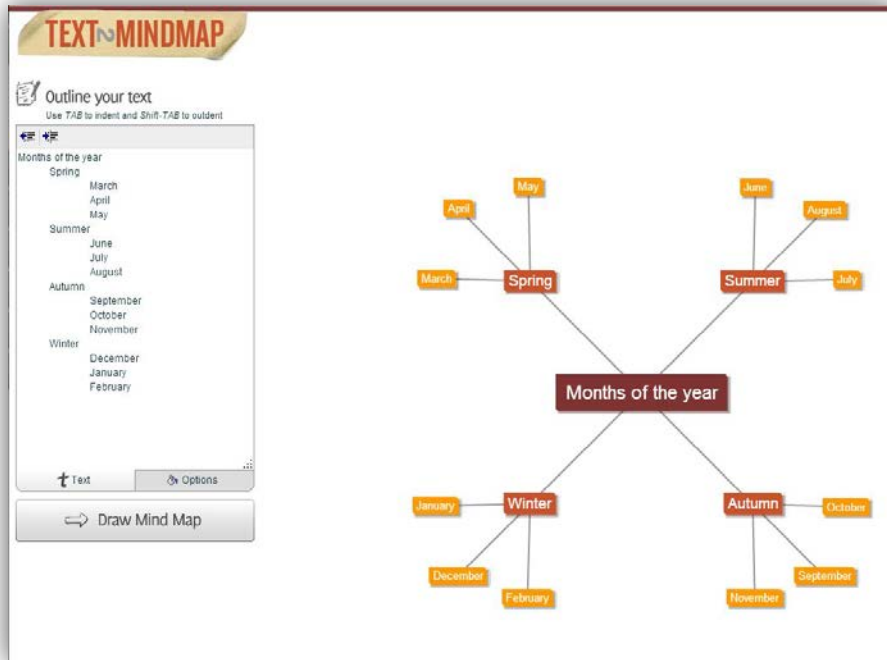 TEXT2MINDMAP
Outline your text
Use TAB to indent and Shift-TAB to outdent
Months of the year
Spring
March
April
May
Summer
June
July
August
Autumn
September
October
November
Winter
December
January
February
Text
Options
Draw Mind Map
May
June
April
August
March
Spring
Summer
July
Months of the year
January
Winter
Autumn
October
December
September
February
November